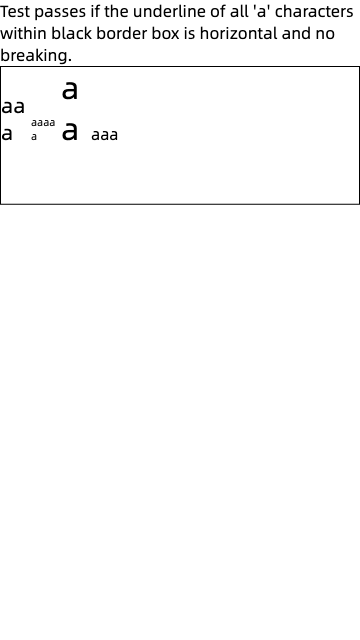 Test passes if the underline of all 'a' characters
within black border box is horizontal and no
breaking.
a
aa
aaaa
a
a
a
aaa